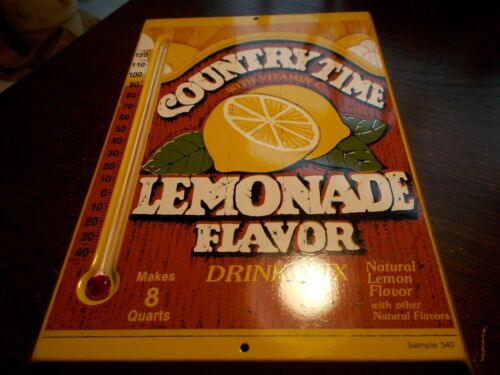 COUNTRY TIME
WITH VITAMIN C
LEMONADE
FLAVOR
DRINK MIX
Makes
8
Quarts
Natural
Lemon
Flavor
with other
Natural Flavors
Sample 340
120
110
100
80
80
70
60
50
40
30
20
10
0
10
20
30
40